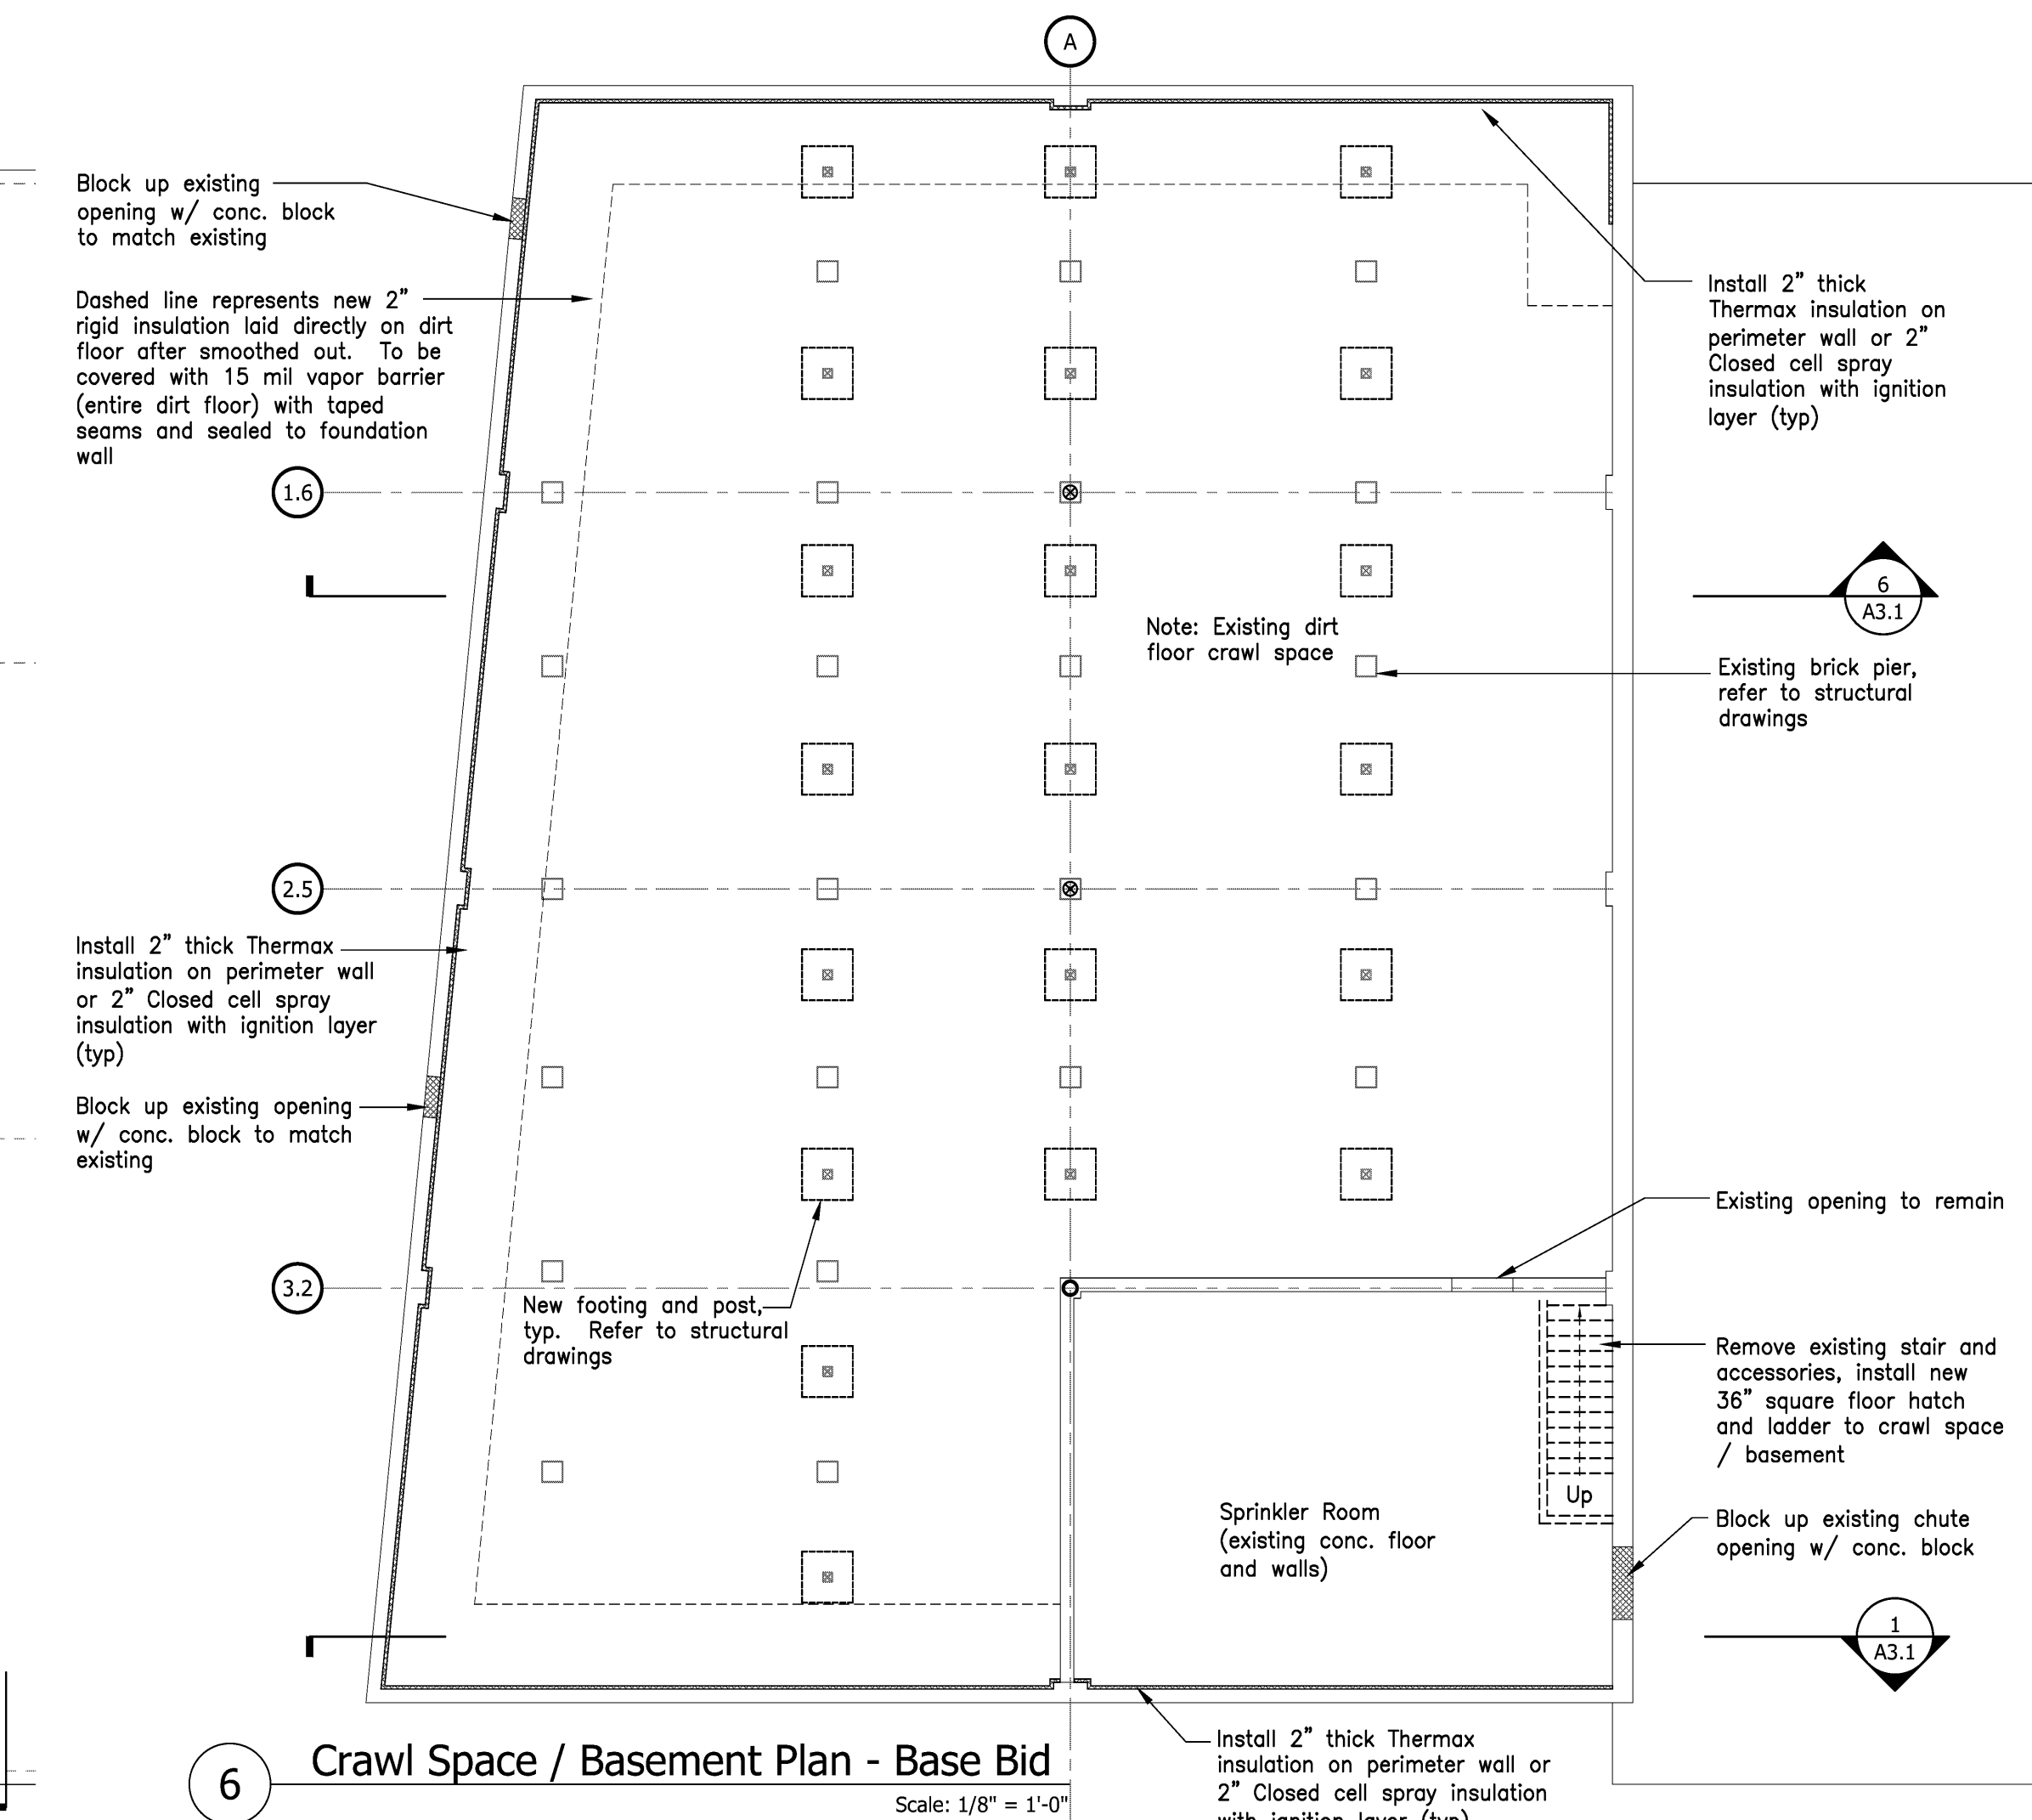 A
Block up existing
opening w/ conc. block
to match existing
Dashed line represents new 2”
rigid insulation laid directly on dirt
floor after smoothed out. To be
covered with 15 mil vapor barrier
(entire dirt floor) with taped
seams and sealed to foundation
wall
Install 2” thick
Thermax insulation on
perimeter wall or 2”
Closed cell spray
insulation with ignition
layer (typ)
1.6
6
A3.1
Note: Existing dirt
floor crawl space
Existing brick pier,
refer to structural
drawings
2.5
Install 2” thick Thermax
insulation on perimeter wall
or 2” Closed cell spray
insulation with ignition layer
(typ)
Block up existing opening
w/ conc. block to match
existing
Existing opening to remain
3.2
New footing and post,
typ. Refer to structural
drawings
Remove existing stair and
accessories, install new
36” square floor hatch
and ladder to crawl space
/ basement
Up
Sprinkler Room
(existing conc. floor
and walls)
Block up existing chute
opening w/ conc. block
1
A3.1
Install 2” thick Thermax
insulation on perimeter wall or
2” Closed cell spray insulation
with ignition layer (typ)
6
Crawl Space / Basement Plan - Base Bid
Scale: 1/8" = 1'-0"